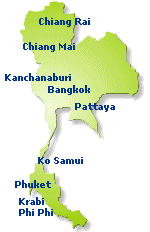 Chiang Rai
Chiang Mai
Kanchanaburi
Bangkok
Pattaya
Ko Samui
Phuket
Krabi
Phi Phi